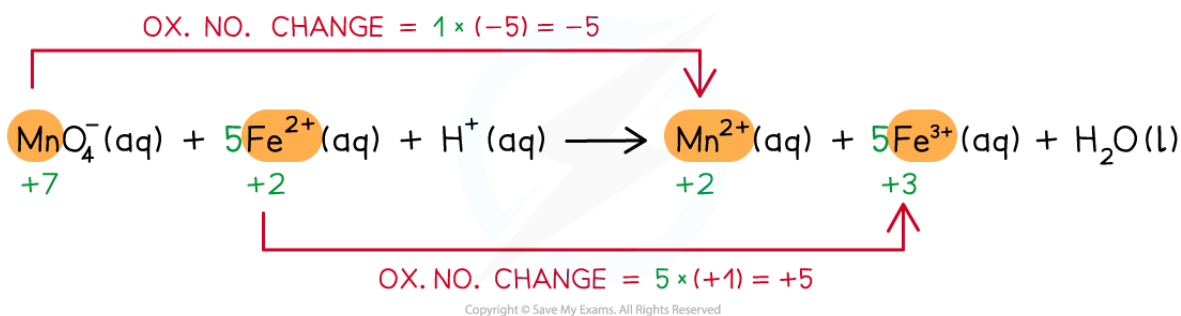 OX. NO. CHANGE = 1 × (-5) = -5
MnO₄⁻ (aq) + 5Fe²⁺ (aq) + H⁺ (aq) ⟶ Mn²⁺ (aq) + 5Fe³⁺ (aq) + H₂O (l)
+7 +2 +2 +3
OX. NO. CHANGE = 5 × (+1) = +5
Copyright © Save My Exams. All Rights Reserved